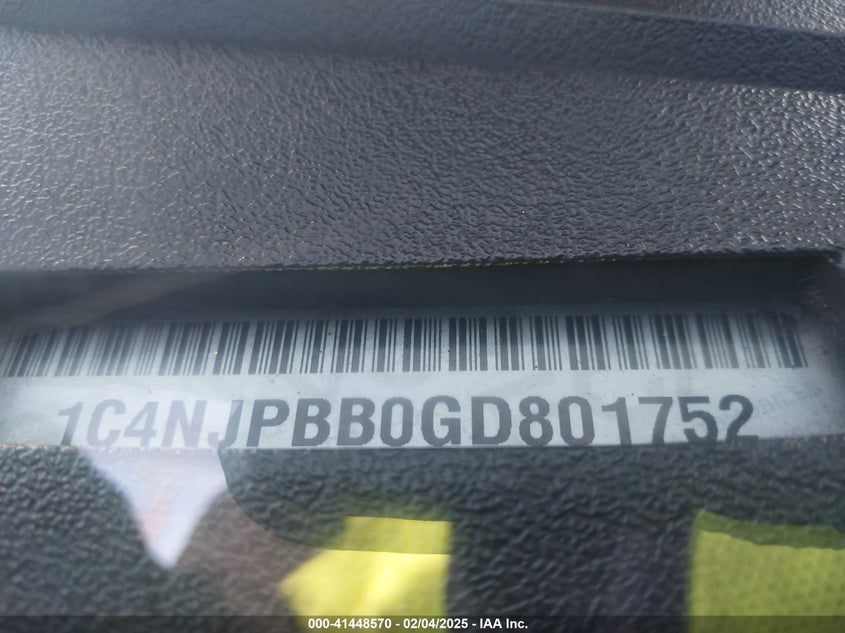 1C4NJPBB0GD801752
000-41448570 — 02/04/2025 - IAA Inc.